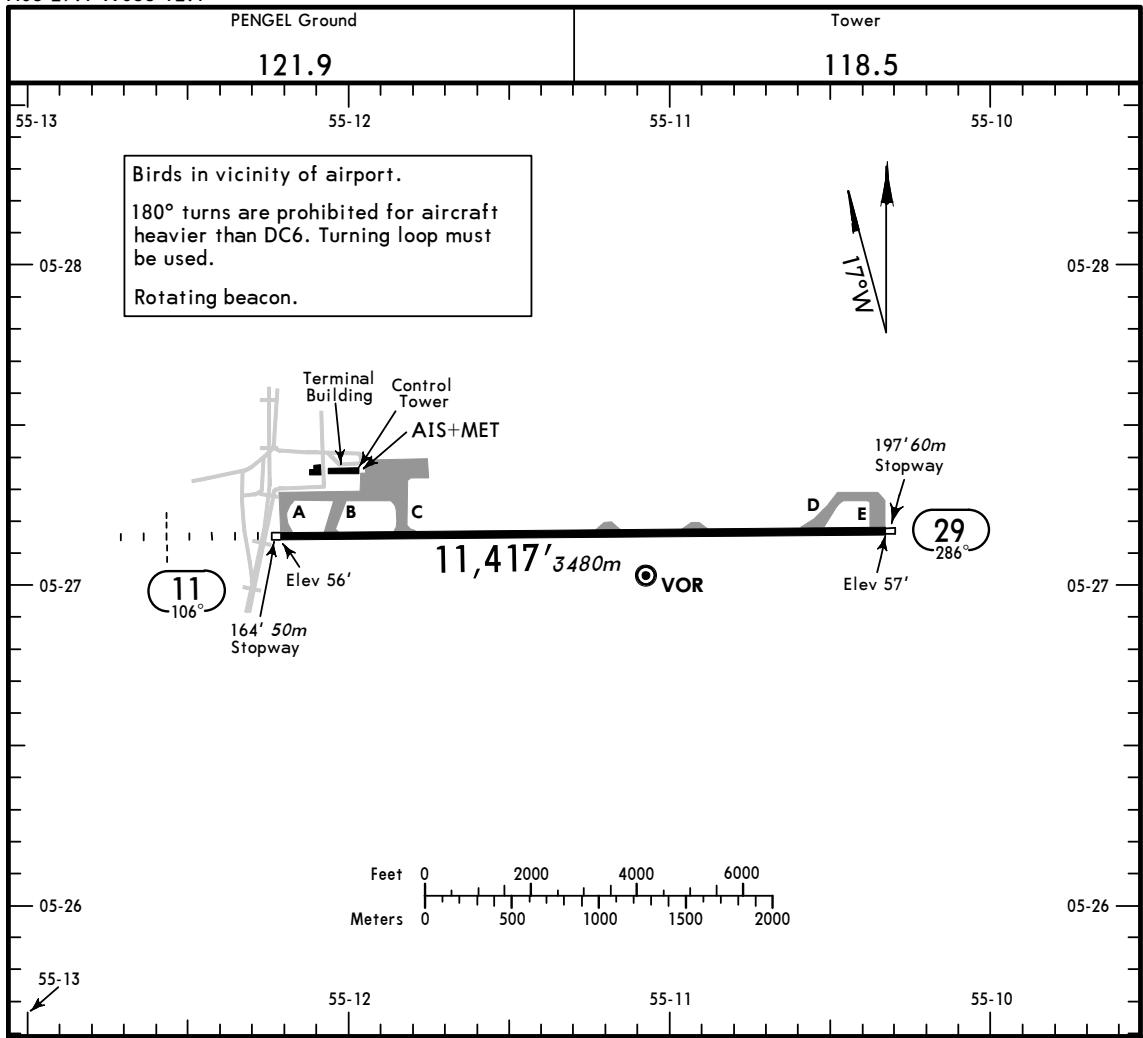 PENGEL Ground
121.9
Tower
118.5
55-13
55-12
55-11
55-10
Birds in vicinity of airport.
180° turns are prohibited for aircraft
heavier than DC6. Turning loop must
be used.
Rotating beacon.
17°W
05-28
05-28
Terminal
Building
Control
Tower
AIS+MET
197' 60m
Stopway
A
B
C
D
E
29
286°
11
106°
Elev 56'
11,417' 3480m
VOR
Elev 57'
05-27
05-27
164' 50m
Stopway
Feet 0 2000 4000 6000
Meters 0 500 1000 1500 2000
05-26
05-26
55-13
55-12
55-11
55-10